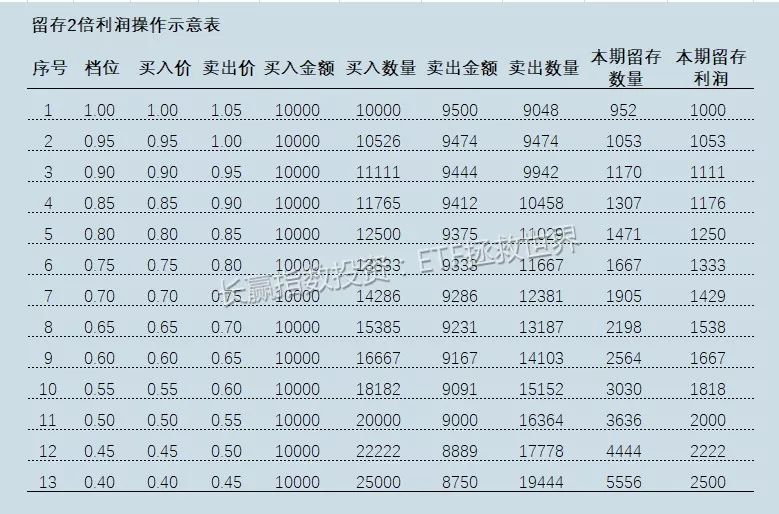 留存2倍利润操作示意表
序号 档位 买入价 卖出价 买入金额 买入数量 卖出金额 卖出数量 本期留存数量 本期留存利润
1 1.00 1.00 1.05 10000 10000 9500 9048 952 1000
2 0.95 0.95 1.00 10000 10526 9474 9474 1053 1053
3 0.90 0.90 0.95 10000 11111 9444 9942 1170 1111
4 0.85 0.85 0.90 10000 11765 9412 10458 1307 1176
5 0.80 0.80 0.85 10000 12500 9375 11029 1471 1250
6 0.75 0.75 0.80 10000 13333 9333 11667 1667 1333
7 0.70 0.70 0.75 10000 14286 9286 12381 1905 1429
8 0.65 0.65 0.70 10000 15385 9231 13187 2198 1538
9 0.60 0.60 0.65 10000 16667 9167 14103 2564 1667
10 0.55 0.55 0.60 10000 18182 9091 15152 3030 1818
11 0.50 0.50 0.55 10000 20000 9000 16364 3636 2000
12 0.45 0.45 0.50 10000 22222 8889 17778 4444 2222
13 0.40 0.40 0.45 10000 25000 8750 19444 5556 2500
长赢指数投资·ETF拯救世界